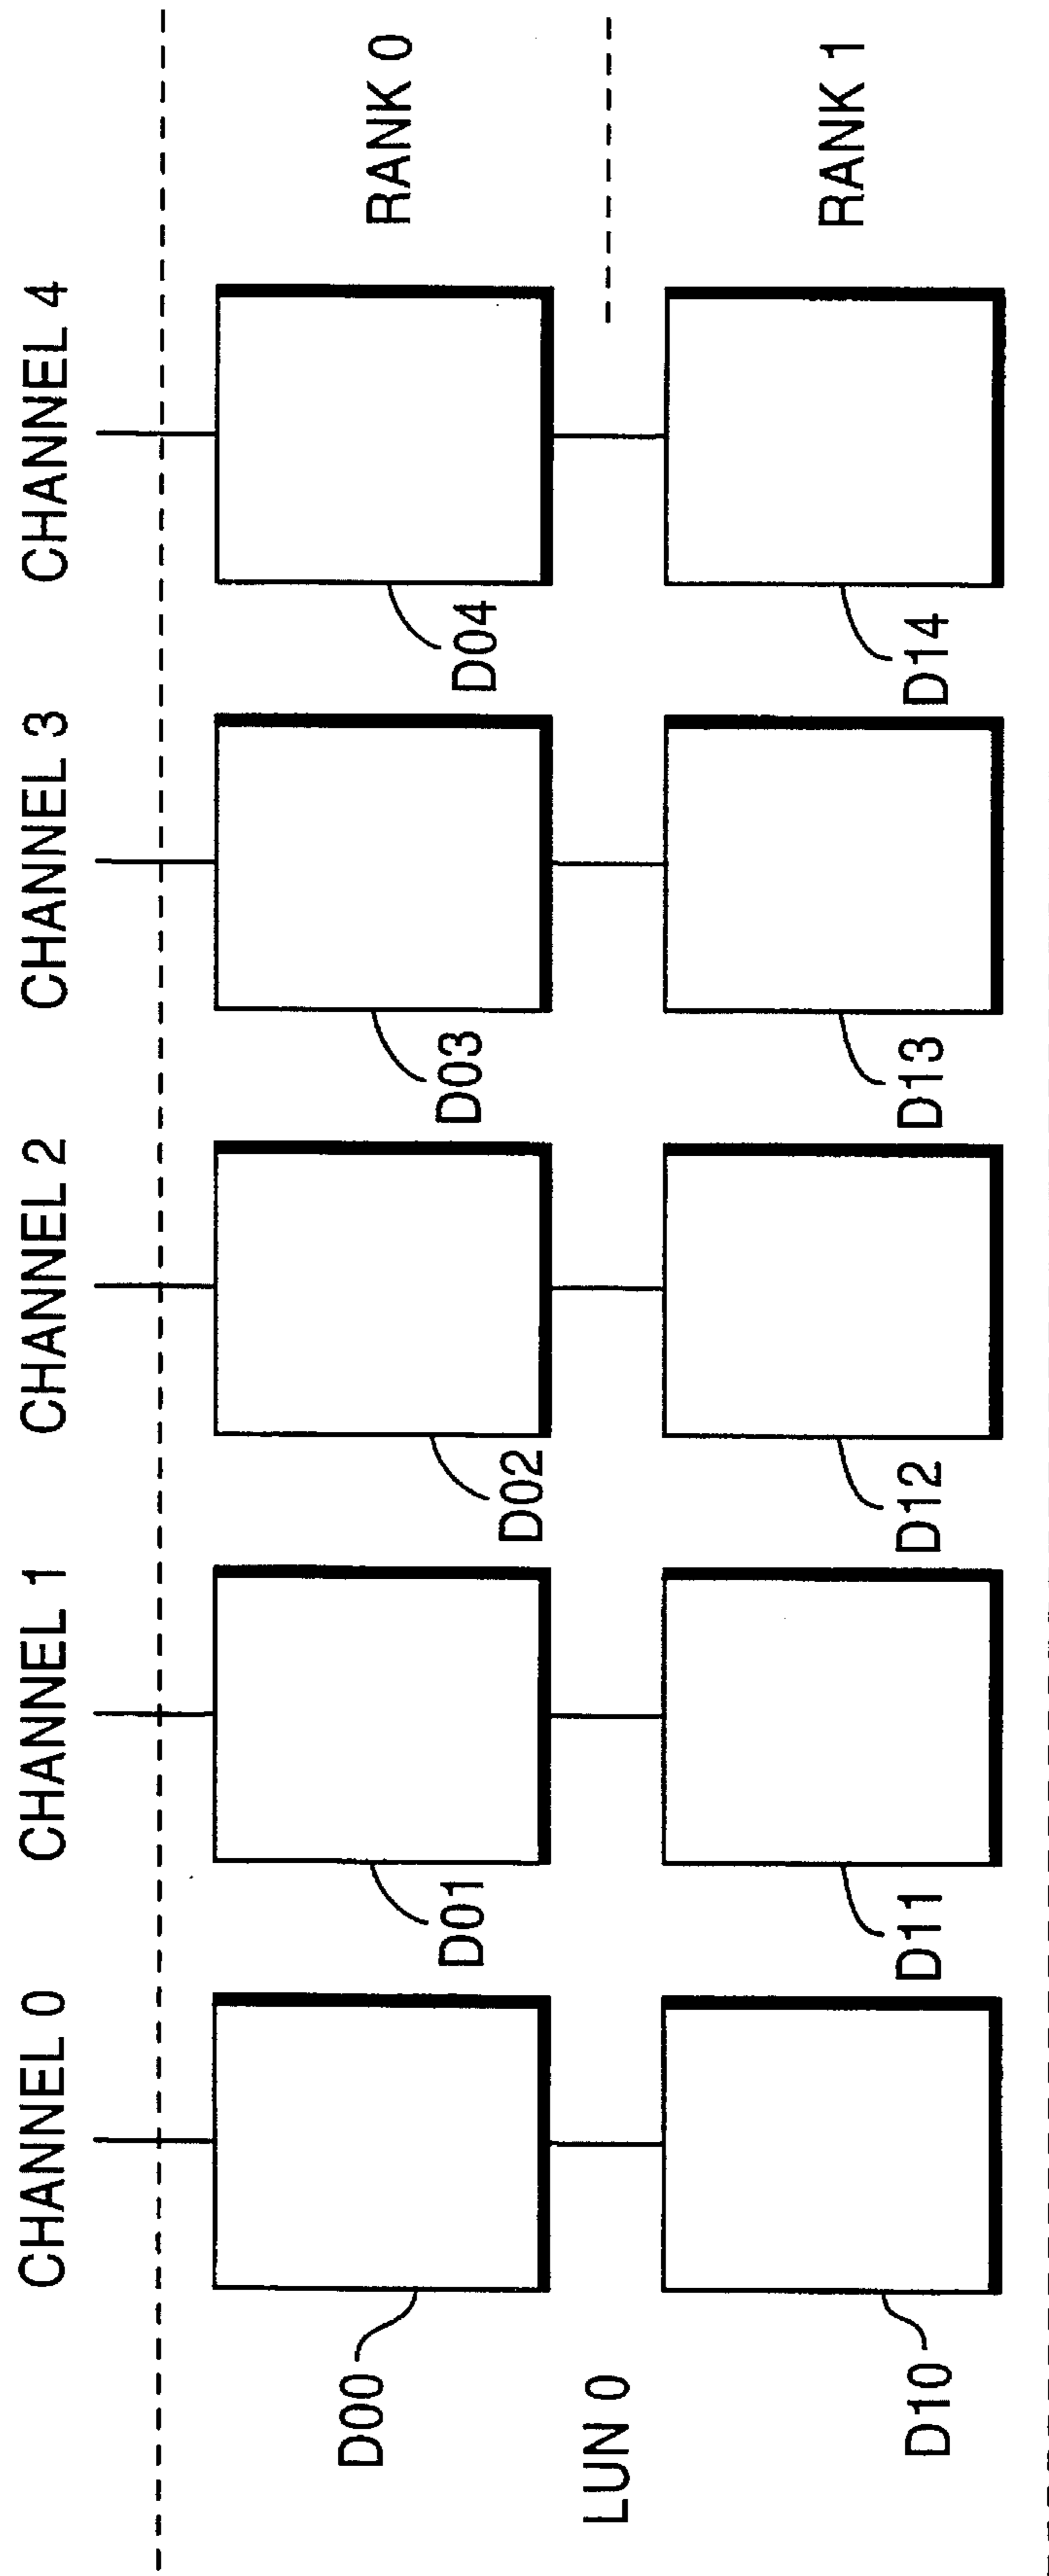 CHANNEL 0 CHANNEL 1 CHANNEL 2 CHANNEL 3 CHANNEL 4
D00 D01 D02 D03 D04 RANK 0
LUN 0
D10 D11 D12 D13 D14 RANK 1